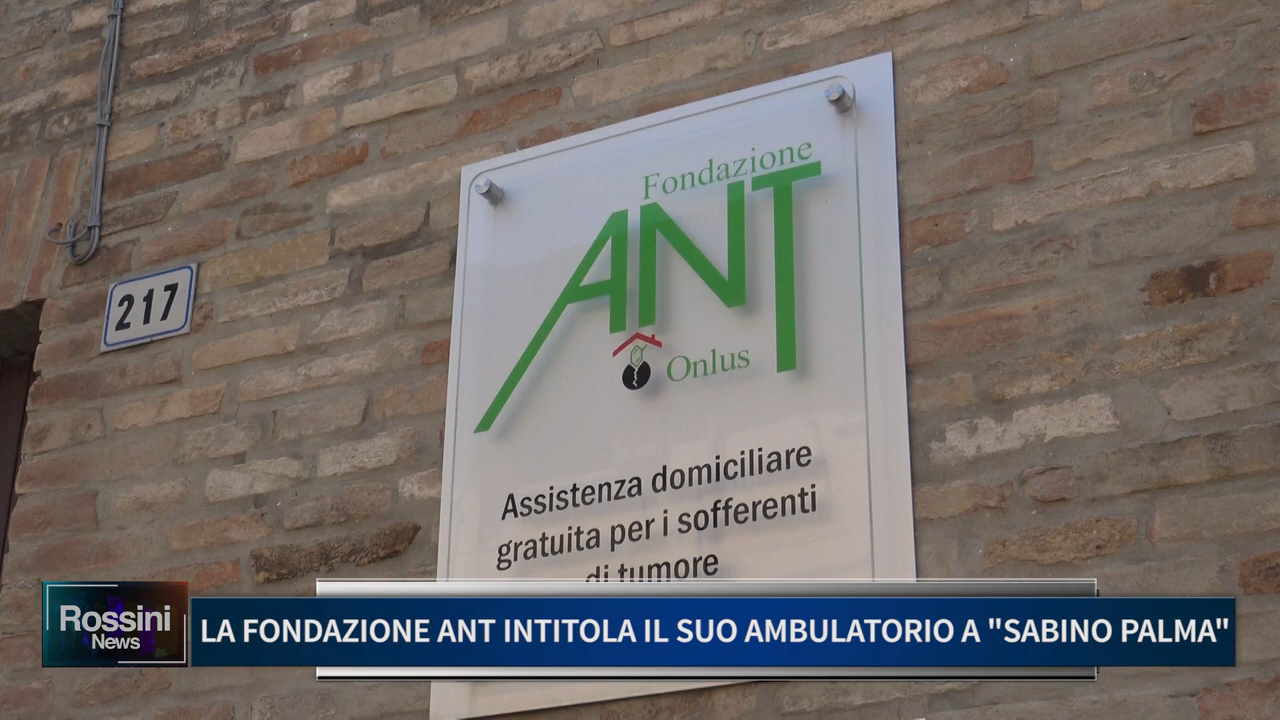 217
Fondazione
ANT
Onlus
Assistenza domiciliare
gratuita per i sofferenti
di tumore
Rossini
News
LA FONDAZIONE ANT INTITOLA IL SUO AMBULATORIO A "SABINO PALMA"